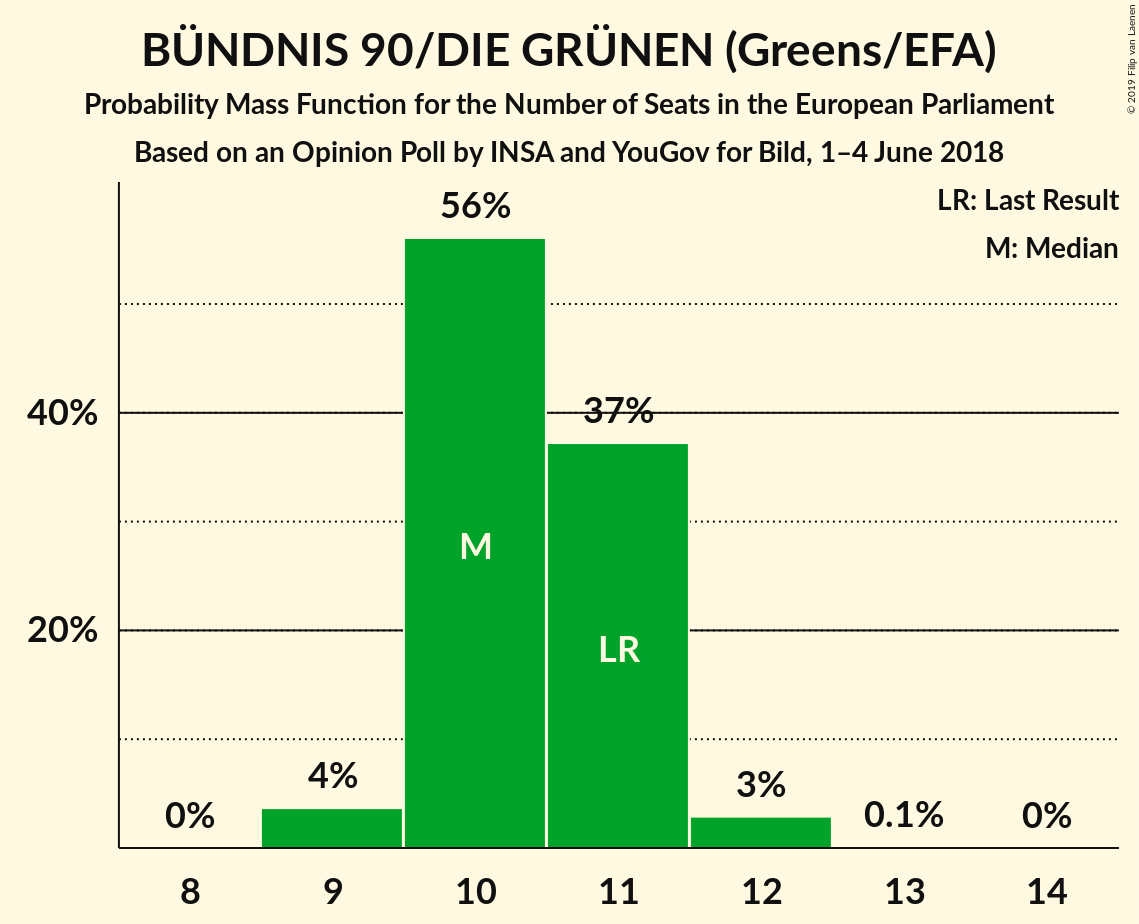 BÜNDNIS 90/DIE GRÜNEN (Greens/EFA)
Probability Mass Function for the Number of Seats in the European Parliament
Based on an Opinion Poll by INSA and YouGov for Bild, 1–4 June 2018
© 2019 Filip van Laenen
LR: Last Result
M: Median
56%
40%
37%
M
20%
LR
0%
4%
3%
0.1%
0%
8 9 10 11 12 13 14